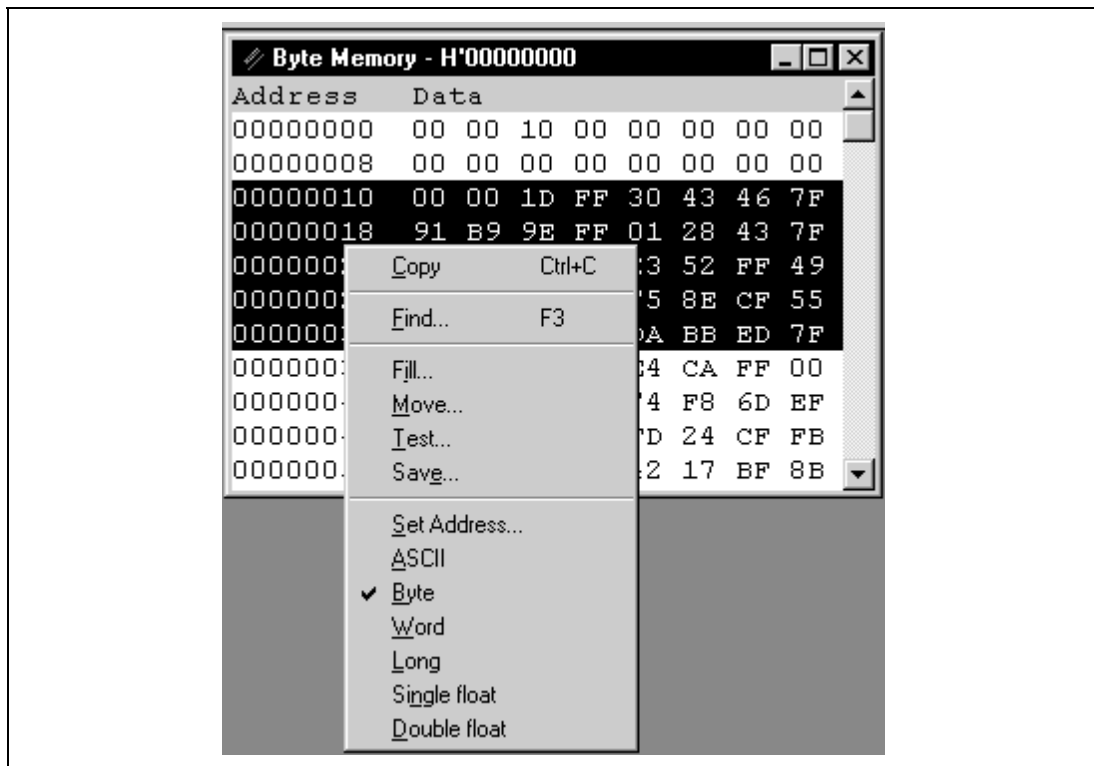 Byte Memory - H'00000000
Address Data
00000000 00 00 10 00 00 00 00 00
00000008 00 00 00 00 00 00 00 00
00000010 00 00 1D FF 30 43 46 7F
00000018 91 B9 9E FF 01 28 43 7F
52 FF 49
8E CF 55
BB ED 7F
CA FF 00
F8 6D EF
24 CF FB
17 BF 8B
Copy Ctrl+C
Find... F3
Fill...
Move...
Test...
Save...
Set Address...
ASCII
Byte
Word
Long
Single float
Double float